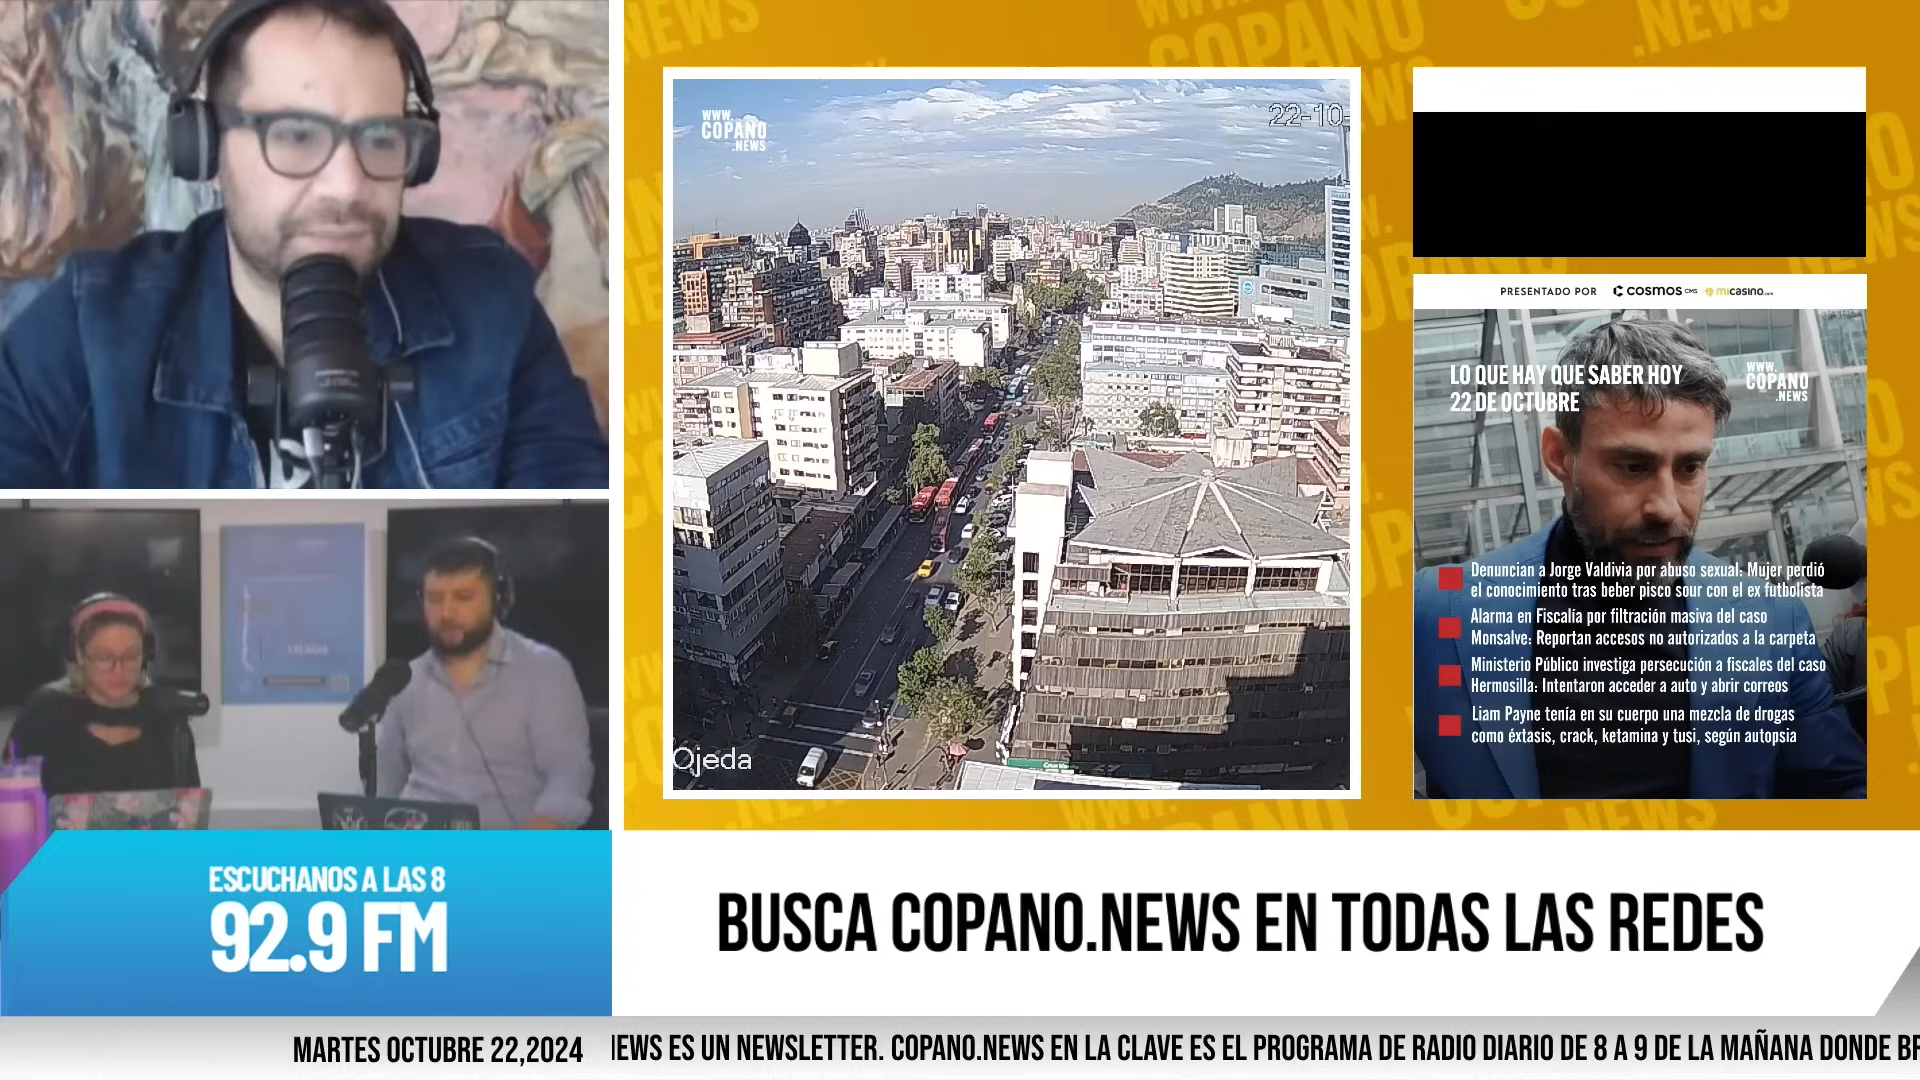 WWW.
COPANO
.NEWS
22-10-
Ojeda
PRESENTADO POR COSMOS CMS micasino.com
LO QUE HAY QUE SABER HOY
22 DE OCTUBRE
WWW.
COPANO
.NEWS
Denuncian a Jorge Valdivia por abuso sexual: Mujer perdió
el conocimiento tras beber pisco sour con el ex futbolista
Alarma en Fiscalía por filtración masiva del caso
Monsalve: Reportan accesos no autorizados a la carpeta
Ministerio Público investiga persecución a fiscales del caso
Hermosilla: Intentaron acceder a auto y abrir correos
Liam Payne tenía en su cuerpo una mezcla de drogas
como éxtasis, crack, ketamina y tusi, según autopsia
ESCUCHANOS A LAS 8
92.9 FM
BUSCA COPANO.NEWS EN TODAS LAS REDES
MARTES OCTUBRE 22,2024
EWS ES UN NEWSLETTER. COPANO.NEWS EN LA CLAVE ES EL PROGRAMA DE RADIO DIARIO DE 8 A 9 DE LA MAÑANA DONDE